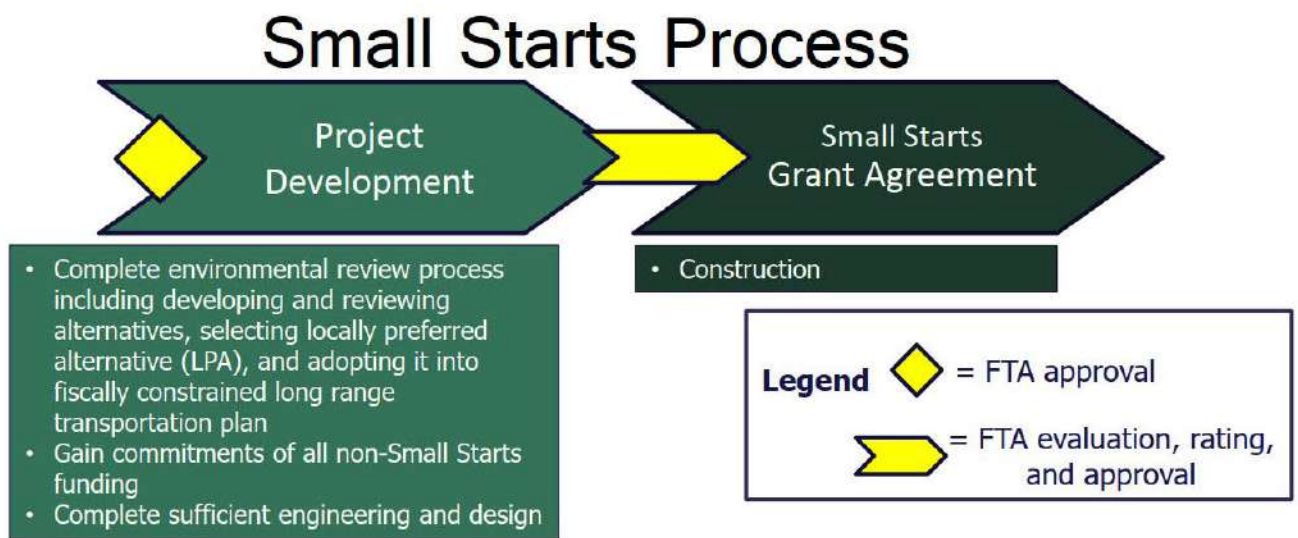 Small Starts Process
Project
Development
Small Starts
Grant Agreement
• Complete environmental review process
including developing and reviewing
alternatives, selecting locally preferred
alternative (LPA), and adopting it into
fiscally constrained long range
transportation plan
• Gain commitments of all non-Small Starts
funding
• Complete sufficient engineering and design
• Construction
Legend
= FTA approval
= FTA evaluation, rating,
and approval